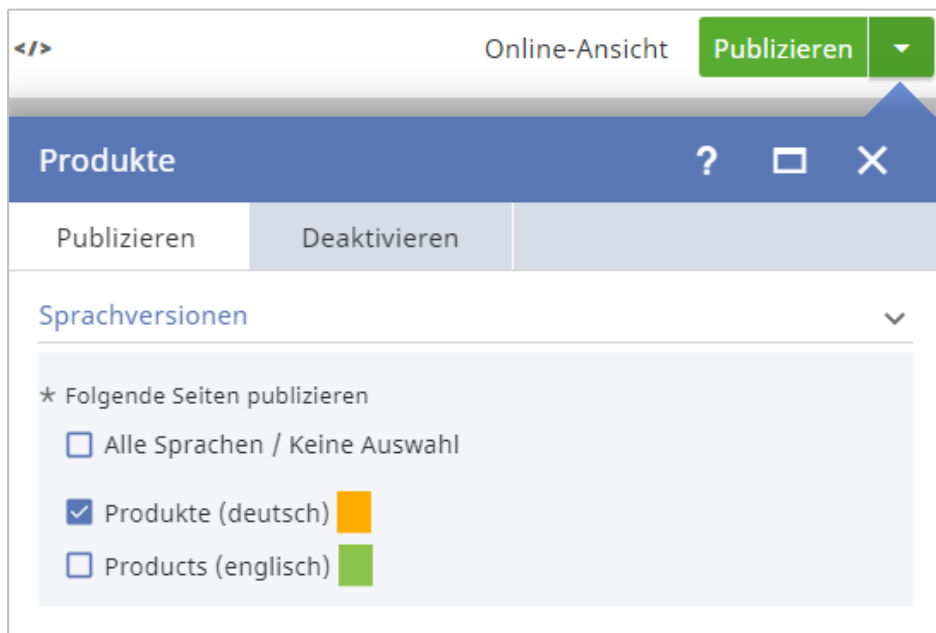 </>
Online-Ansicht
Publizieren
Produkte
?
Publizieren
Deaktivieren
Sprachversionen
* Folgende Seiten publizieren
Alle Sprachen / Keine Auswahl
Produkte (deutsch)
Products (englisch)